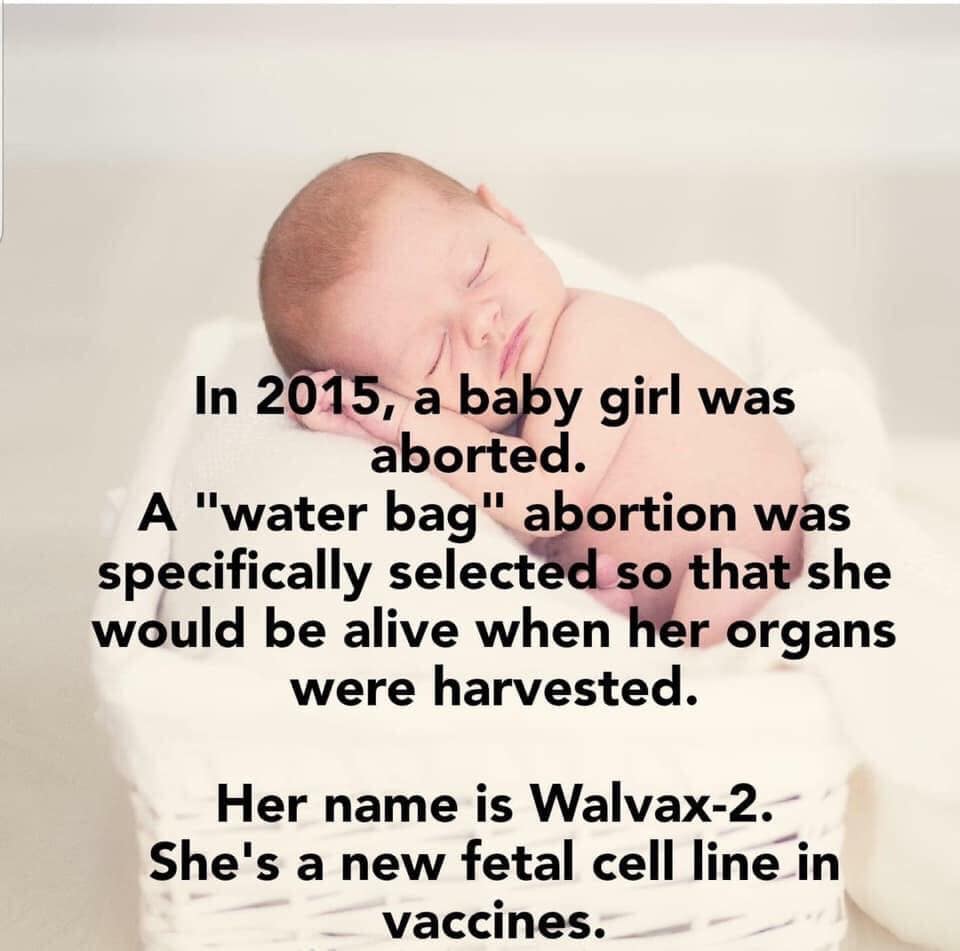 In 2015, a baby girl was
aborted.
A "water bag" abortion was
specifically selected so that she
would be alive when her organs
were harvested.
Her name is Walvax-2.
She's a new fetal cell line in
vaccines.